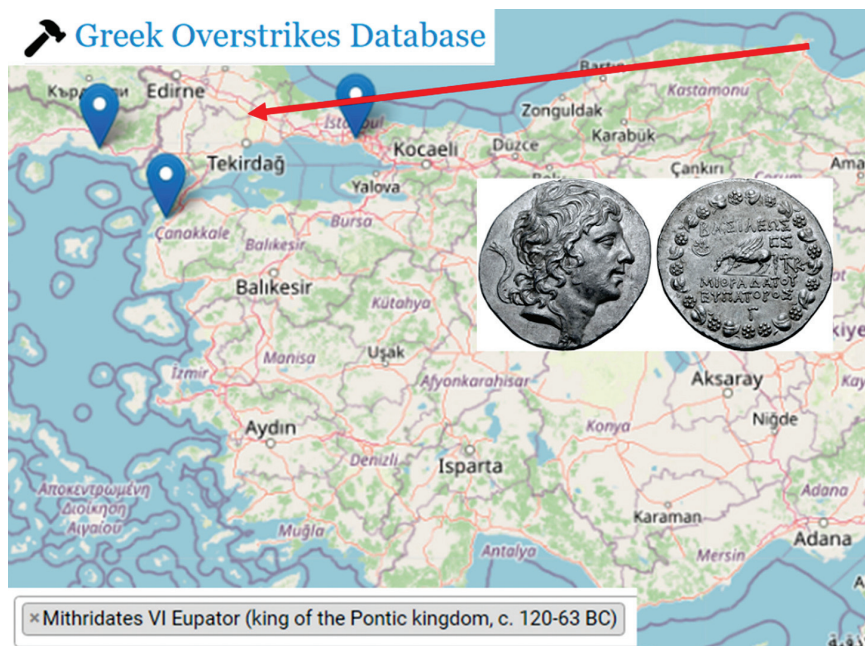 Greek Overstrikes Database
Edirne
Bartın
Kastamonu
Zonguldak
İstanbul
Karabük
Tekirdağ
Kocaeli
Düzce
Çankırı
Yalova
Çanakkale
Bursa
ΒΑΣΙΛΕΩΣ
ΜΙΘΡΑΔΑΤΟΥ
ΕΥΠΑΤΟΡΟΣ
Γ
Balıkesir
Balıkesir
Kütahya
Manisa
Uşak
Afyonkarahisar
Aksaray
İzmir
Niğde
Aydın
Konya
Denizli
Isparta
Αποκεντρωμένη
Διοίκηση
Αιγαίου
Adana
Karaman
Muğla
Adana
Antalya
Mersin
×Mithridates VI Eupator (king of the Pontic kingdom, c. 120-63 BC)